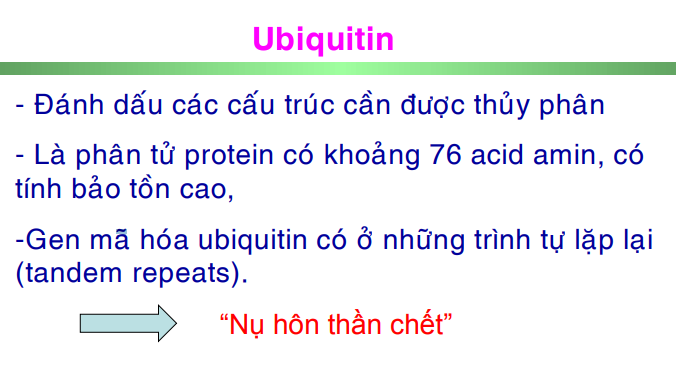 Ubiquitin
- Đánh dấu các cấu trúc cần được thủy phân
- Là phân tử protein có khoảng 76 acid amin, có
tính bảo tồn cao,
-Gen mã hóa ubiquitin có ở những trình tự lặp lại
(tandem repeats).
“Nụ hôn thần chết”